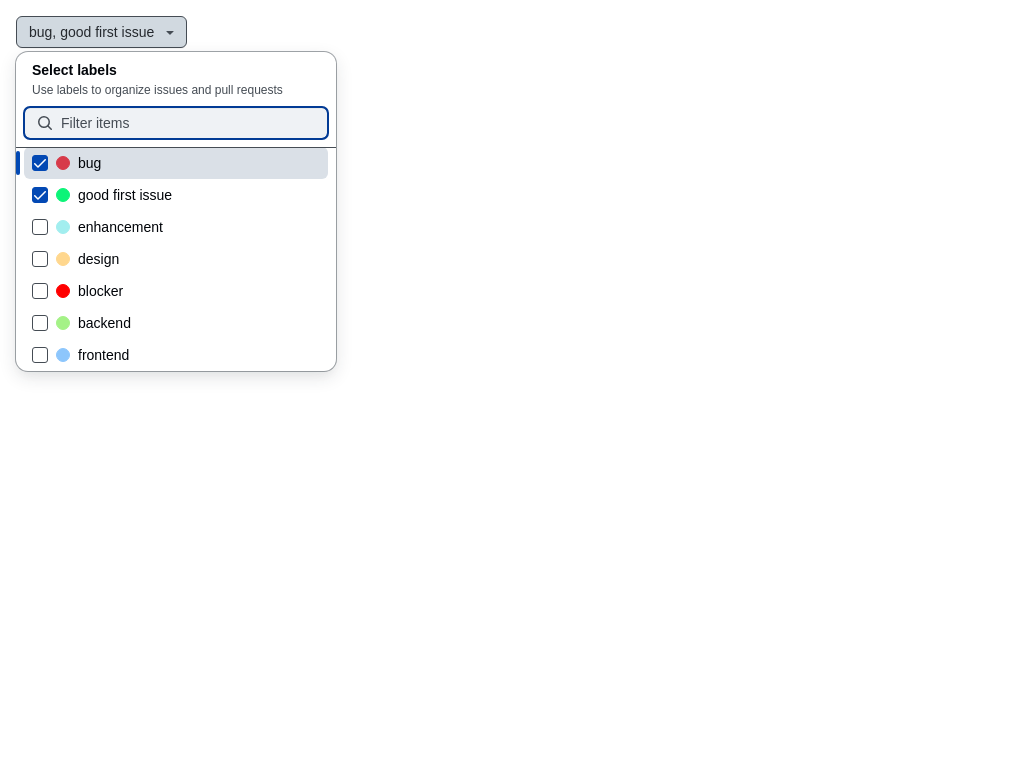 bug, good first issue
Select labels
Use labels to organize issues and pull requests
Filter items
bug
good first issue
enhancement
design
blocker
backend
frontend